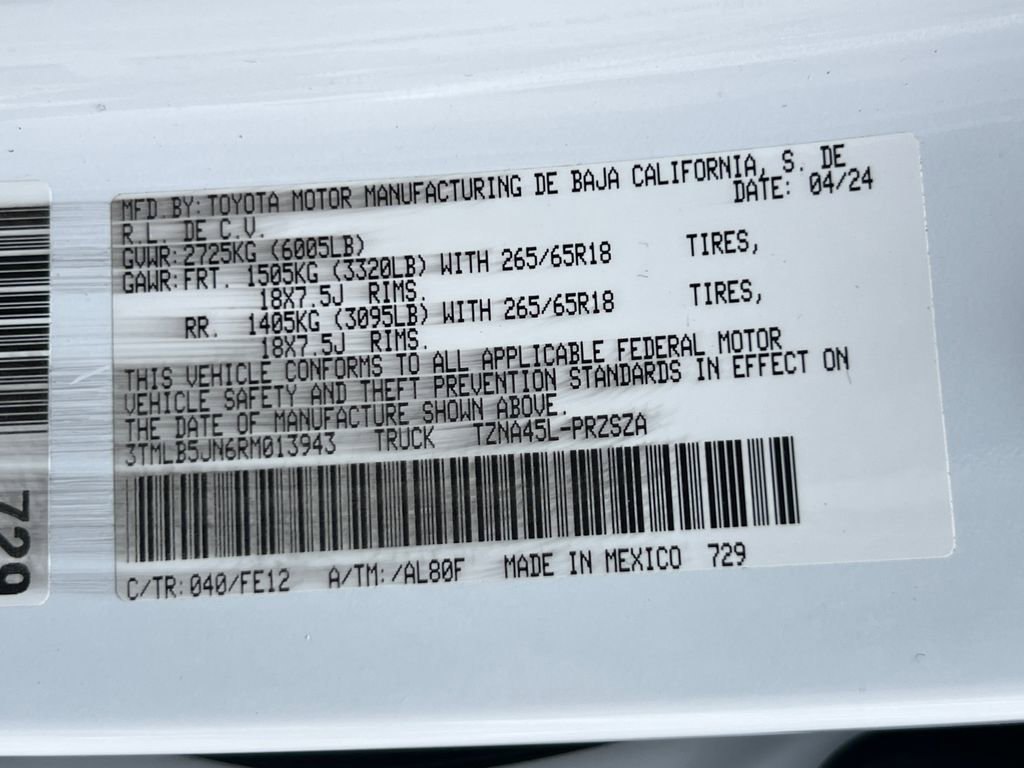 MFD.BY:TOYOTA MOTOR MANUFACTURING DE BAJA CALIFORNIA, S. DE
R.L. DE C.V. DATE: 04/24
GVWR:2725KG (6005LB)
GAWR:FRT. 1505KG (3320LB) WITH 265/65R18 TIRES,
18X7.5J RIMS.
RR. 1405KG (3095LB) WITH 265/65R18 TIRES,
18X7.5J RIMS.
THIS VEHICLE CONFORMS TO ALL APPLICABLE FEDERAL MOTOR
VEHICLE SAFETY AND THEFT PREVENTION STANDARDS IN EFFECT ON
THE DATE OF MANUFACTURE SHOWN ABOVE.
3TMLB5JN6RM013943 TRUCK TZNA45L-PRZSZA
C/TR:040/FE12 A/TM:/AL80F MADE IN MEXICO 729
729